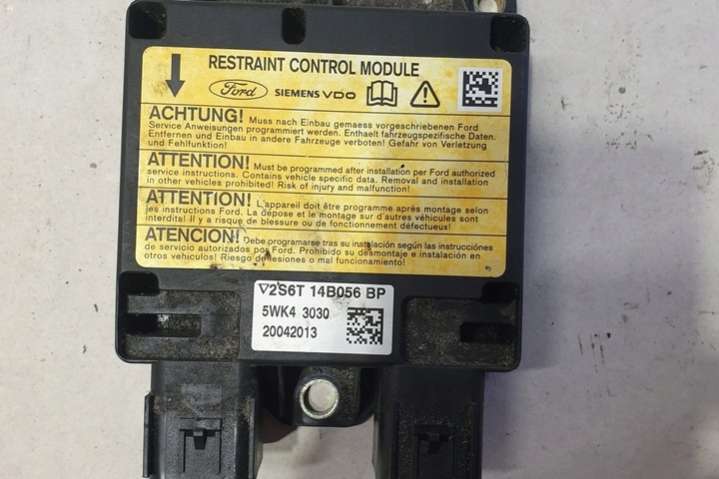 RESTRAINT CONTROL MODULE
Ford SIEMENS VDO
ACHTUNG! Muss nach Einbau gemaess vorgeschriebenen Ford
Service Anweisungen programmiert werden. Enthaelt fahrzeugspezifische Daten.
Entfernen und Einbau in andere Fahrzeuge verboten! Gefahr von Verletzung
und Fehlfunktion!
ATTENTION! Must be programmed after installation per Ford authorized
service instructions. Contains vehicle specific data. Removal and installation
in other vehicles prohibited! Risk of injury and malfunction!
ATTENTION! L'appareil doit être programme après montage selon
les instructions Ford. La dépose et le montage sur d'autres véhicules sont
interdita! Il y a risque de blessure ou de fonctionnement défectueux!
ATENCION! Debe programarse tras su instalación según las instrucciónes
de servicio autorizados por Ford. Prohibido su desmontaje e instalación en
otros vehiculos! Riesgo de lesiones o mal funcionamiento!
2S6T 14B056 BP
5WK4 3030
20042013